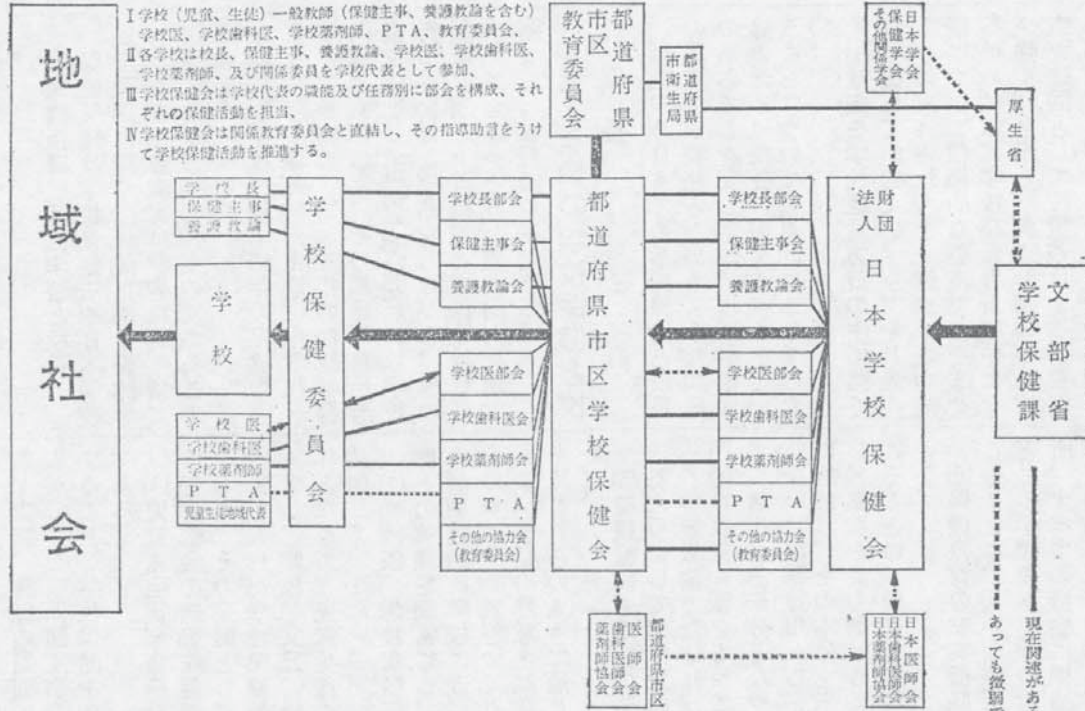 Ⅰ学校（児童、生徒）一般教師（保健主事、養護教諭を含む）
学校医、学校歯科医、学校薬剤師、ＰＴＡ、教育委員会、
Ⅱ各学校は校長、保健主事、養護教諭、学校医、学校歯科医、
学校薬剤師、及び関係委員を学校代表として参加、
Ⅲ学校保健会は学校代表の職能及び任務別に部会を構成、それ
ぞれの保健活動を担当、
Ⅳ学校保健会は関係教育委員会と直結し、その指導助言をうけ
て学校保健活動を推進する。
都道府県
市区
教育委員会
都道府県
市衛生局
日本学会
保健学会
その他関係学会
厚生省
文部省
学校保健課
財団
法人
日本学校保健会
学校長部会
保健主事会
養護教諭会
学校医部会
学校歯科医会
学校薬剤師会
ＰＴＡ
その他の協力会
(教育委員会)
都道府県市区学校保健会
学校長部会
保健主事会
養護教諭会
学校医部会
学校歯科医会
学校薬剤師会
ＰＴＡ
その他の協力会
(教育委員会)
学校保健委員会
学校長
保健主事
養護教諭
学校
学校医
学校歯科医
学校薬剤師
ＰＴＡ
児童生徒地域代表
地域社会
都道府県市区
医師会
歯科医師会
薬剤師協会
日本医師会
日本歯科医師会
日本薬剤師協会
現在関連がある
あっても微弱で